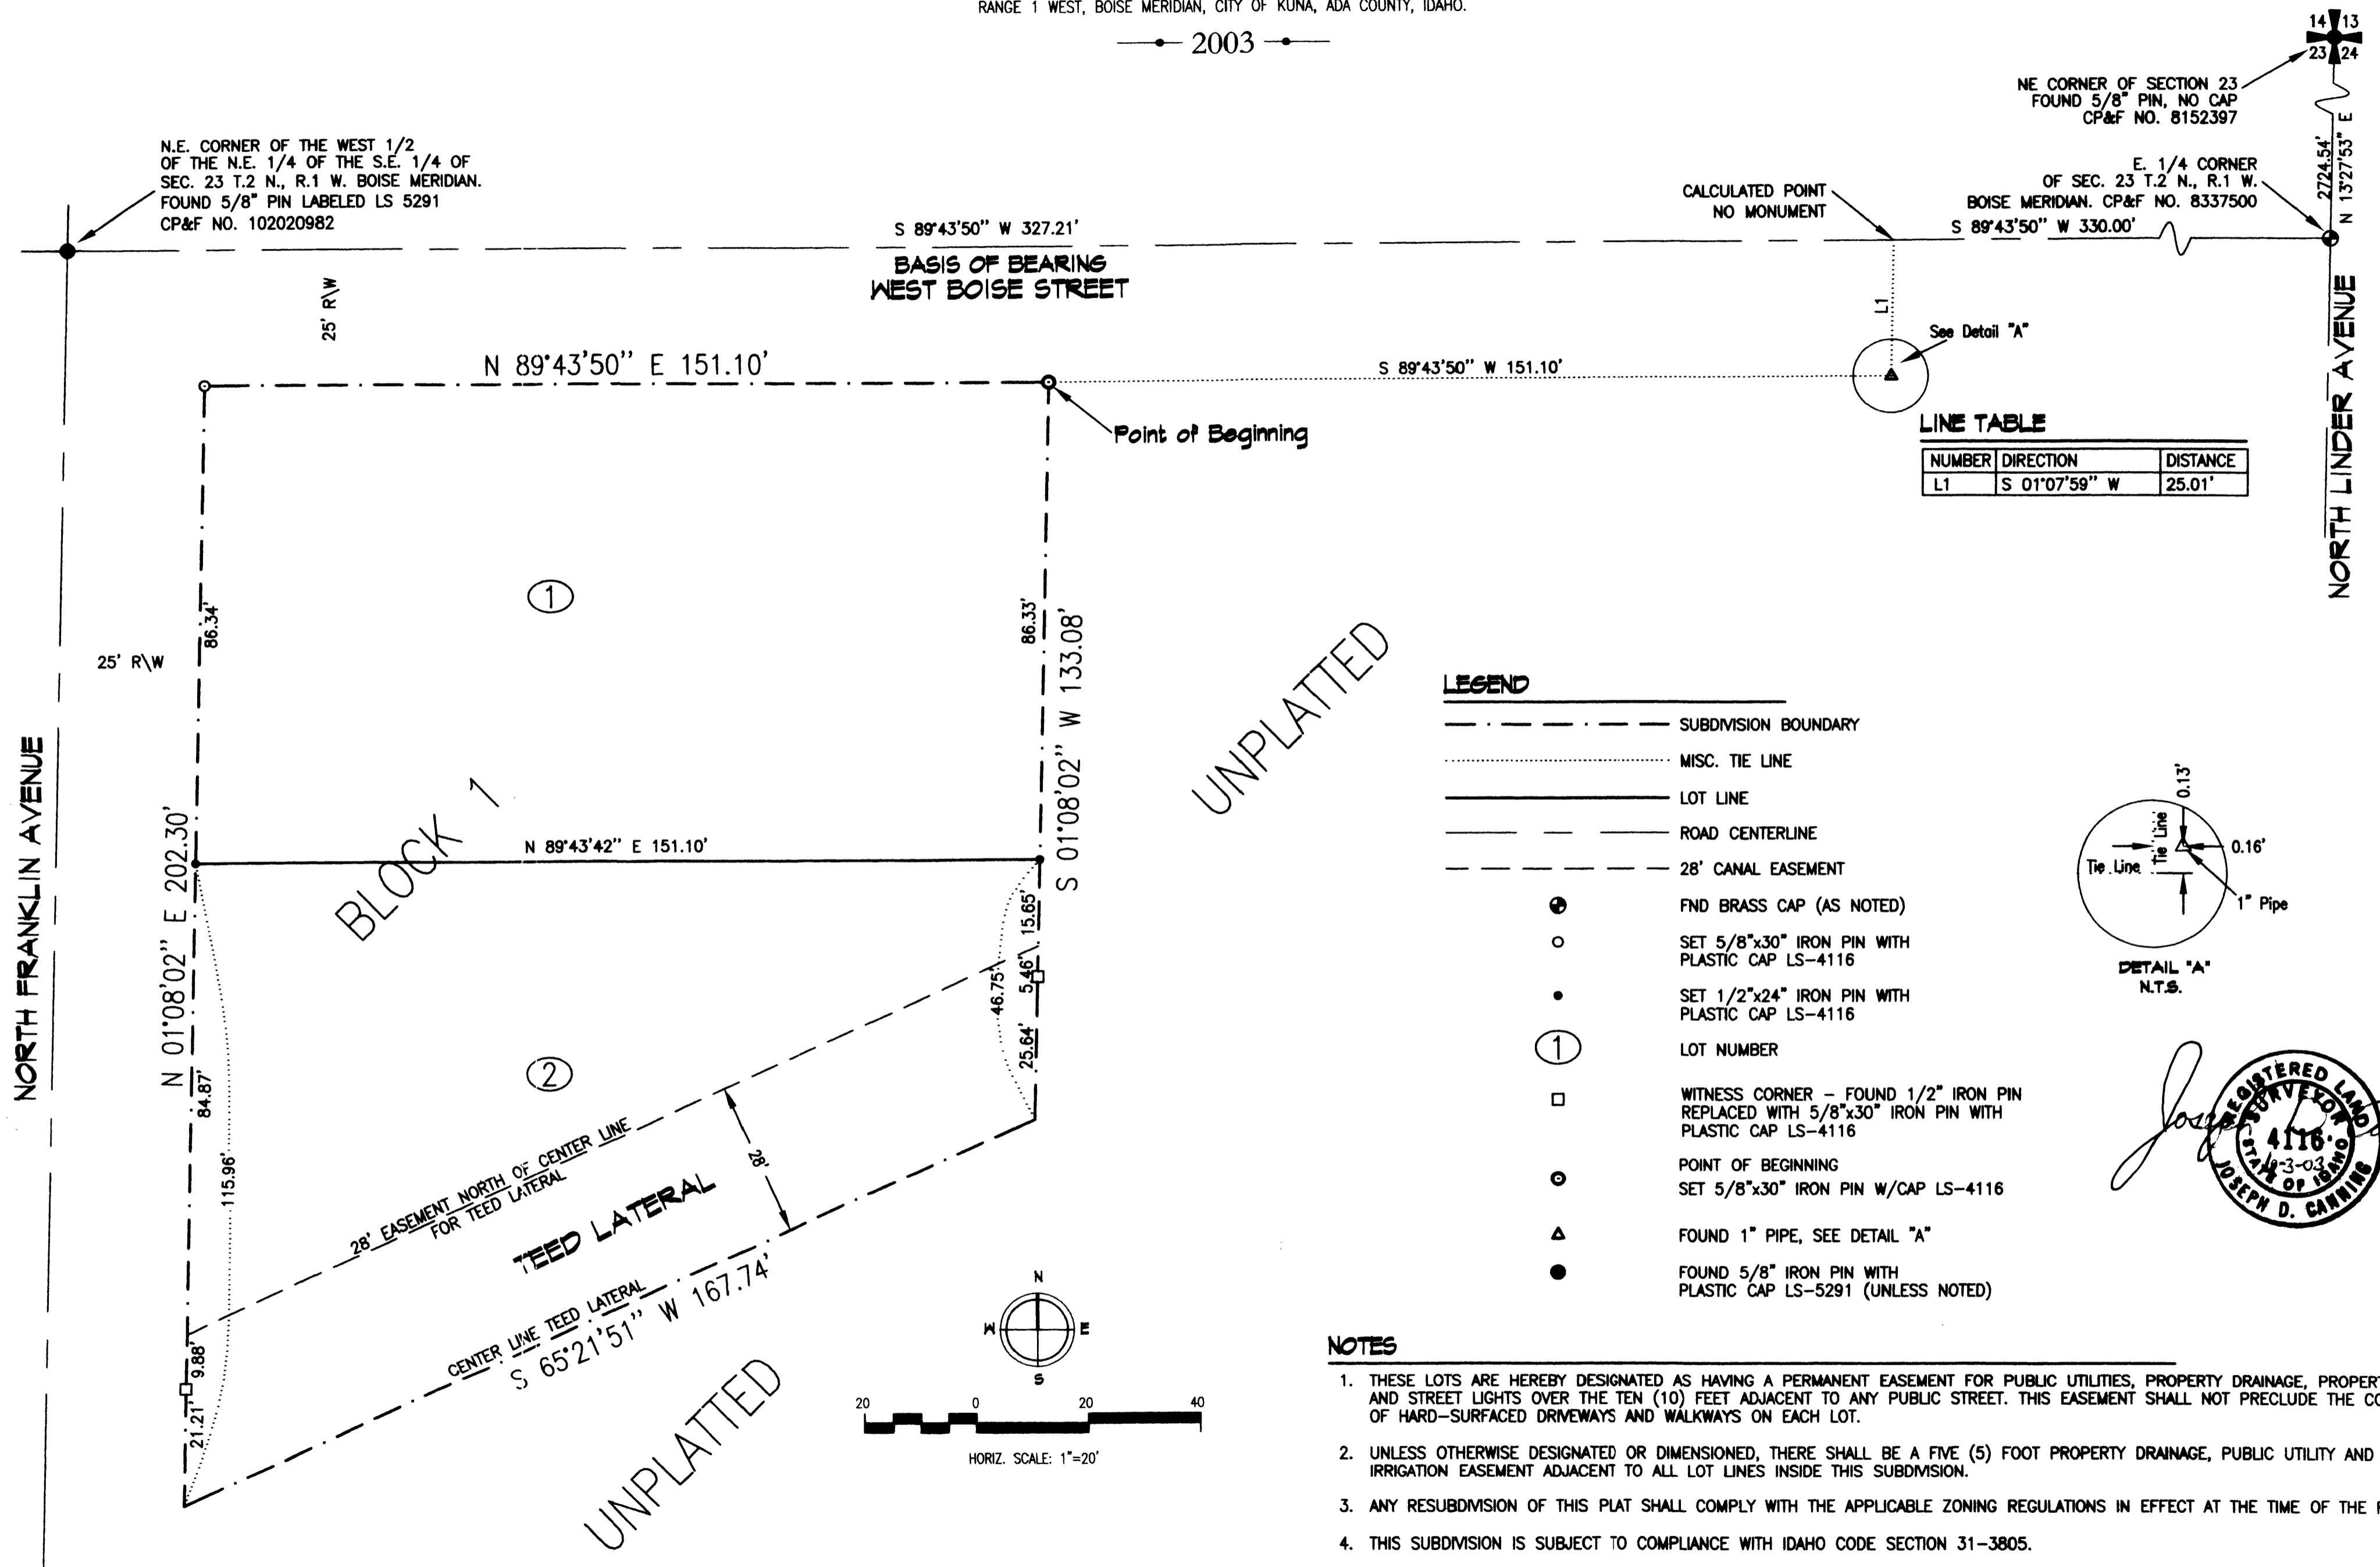 RANGE 1 WEST, BOISE MERIDIAN, CITY OF KUNA, ADA COUNTY, IDAHO.
2003
14 13
23 24
NE CORNER OF SECTION 23
FOUND 5/8" PIN, NO CAP
CP&F NO. 8152397
2724.54'
N 13°27'53" E
N.E. CORNER OF THE WEST 1/2
OF THE N.E. 1/4 OF THE S.E. 1/4 OF
SEC. 23 T.2 N., R.1 W. BOISE MERIDIAN.
FOUND 5/8" PIN LABELED LS 5291
CP&F NO. 102020982
E. 1/4 CORNER
OF SEC. 23 T.2 N., R.1 W.
BOISE MERIDIAN. CP&F NO. 8337500
CALCULATED POINT
NO MONUMENT
S 89°43'50" W 327.21'
S 89°43'50" W 330.00'
BASIS OF BEARING
WEST BOISE STREET
25' R\W
L1
See Detail "A"
NORTH LINDER AVENUE
N 89°43'50" E 151.10'
S 89°43'50" W 151.10'
Point of Beginning
LINE TABLE
NUMBER DIRECTION DISTANCE
L1 S 01°07'59" W 25.01'
1
86.34'
86.33'
25' R\W
S 01°08'02" W 133.08'
UNPLATTED
NORTH FRANKLIN AVENUE
N 01°08'02" E 202.30'
BLOCK 1
N 89°43'42" E 151.10'
15.65'
5.46'
46.75'
25.64'
2
84.87'
115.96'
28' EASEMENT NORTH OF CENTER LINE
FOR TEED LATERAL
28'
TEED LATERAL
CENTER LINE TEED LATERAL
S 65°21'51" W 167.74'
9.88'
21.21'
UNPLATTED
N
W E
S
20 0 20 40
HORIZ. SCALE: 1"=20'
LEGEND
SUBDIVISION BOUNDARY
MISC. TIE LINE
LOT LINE
ROAD CENTERLINE
28' CANAL EASEMENT
FND BRASS CAP (AS NOTED)
SET 5/8"x30" IRON PIN WITH
PLASTIC CAP LS-4116
SET 1/2"x24" IRON PIN WITH
PLASTIC CAP LS-4116
1 LOT NUMBER
WITNESS CORNER - FOUND 1/2" IRON PIN
REPLACED WITH 5/8"x30" IRON PIN WITH
PLASTIC CAP LS-4116
POINT OF BEGINNING
SET 5/8"x30" IRON PIN W/CAP LS-4116
FOUND 1" PIPE, SEE DETAIL "A"
FOUND 5/8" IRON PIN WITH
PLASTIC CAP LS-5291 (UNLESS NOTED)
0.13'
Tie Line
0.16'
Tie Line
1" Pipe
DETAIL "A"
N.T.S.
REGISTERED LAND
SURVEYOR
4116
STATE OF IDAHO
JOSEPH D. CANNING
NOTES
1. THESE LOTS ARE HEREBY DESIGNATED AS HAVING A PERMANENT EASEMENT FOR PUBLIC UTILITIES, PROPERTY DRAINAGE, PROPER
AND STREET LIGHTS OVER THE TEN (10) FEET ADJACENT TO ANY PUBLIC STREET. THIS EASEMENT SHALL NOT PRECLUDE THE CO
OF HARD-SURFACED DRIVEWAYS AND WALKWAYS ON EACH LOT.
2. UNLESS OTHERWISE DESIGNATED OR DIMENSIONED, THERE SHALL BE A FIVE (5) FOOT PROPERTY DRAINAGE, PUBLIC UTILITY AND
IRRIGATION EASEMENT ADJACENT TO ALL LOT LINES INSIDE THIS SUBDIVISION.
3. ANY RESUBDIVISION OF THIS PLAT SHALL COMPLY WITH THE APPLICABLE ZONING REGULATIONS IN EFFECT AT THE TIME OF THE
4. THIS SUBDIVISION IS SUBJECT TO COMPLIANCE WITH IDAHO CODE SECTION 31-3805.